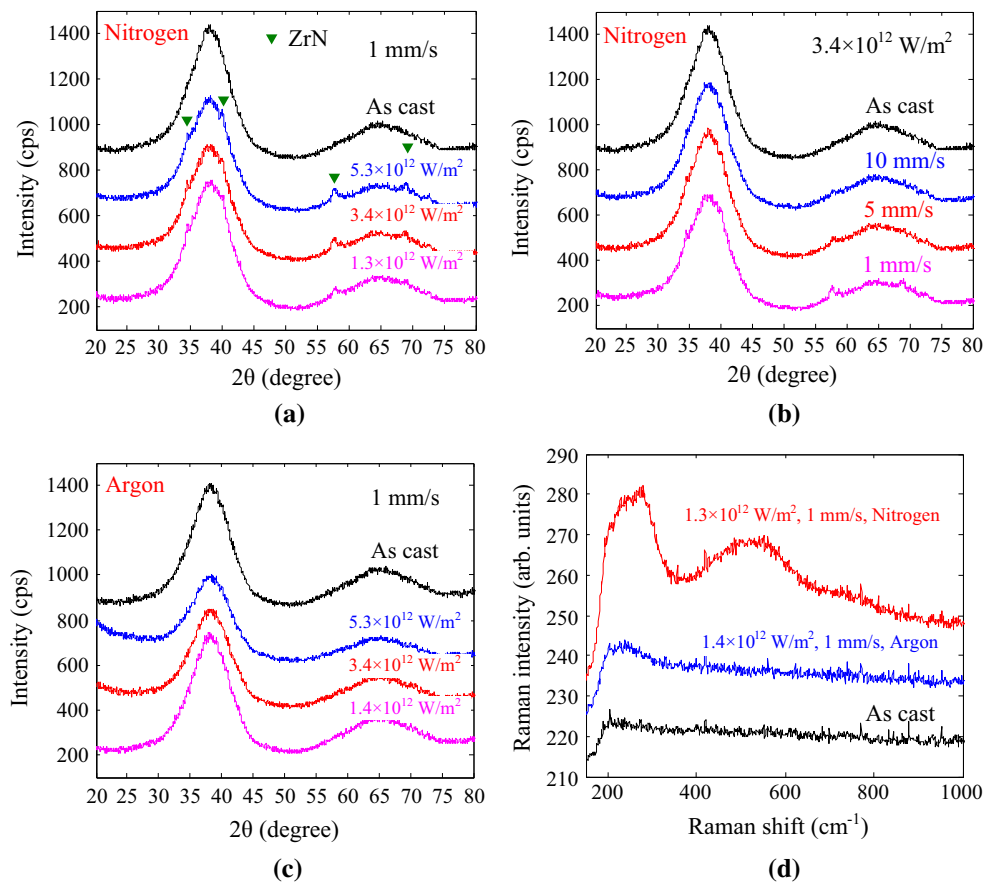 Nitrogen
▼ ZrN
1 mm/s
As cast
5.3×10¹² W/m²
3.4×10¹² W/m²
1.3×10¹² W/m²
Intensity (cps)
1400
1200
1000
800
600
400
200
20 25 30 35 40 45 50 55 60 65 70 75 80
2θ (degree)
(a)
Nitrogen
3.4×10¹² W/m²
As cast
10 mm/s
5 mm/s
1 mm/s
Intensity (cps)
1400
1200
1000
800
600
400
200
20 25 30 35 40 45 50 55 60 65 70 75 80
2θ (degree)
(b)
Argon
1 mm/s
As cast
5.3×10¹² W/m²
3.4×10¹² W/m²
1.4×10¹² W/m²
Intensity (cps)
1400
1200
1000
800
600
400
200
20 25 30 35 40 45 50 55 60 65 70 75 80
2θ (degree)
(c)
1.3×10¹² W/m², 1 mm/s, Nitrogen
1.4×10¹² W/m², 1 mm/s, Argon
As cast
Raman intensity (arb. units)
290
280
270
260
250
240
230
220
210
200 400 600 800 1000
Raman shift (cm⁻¹)
(d)